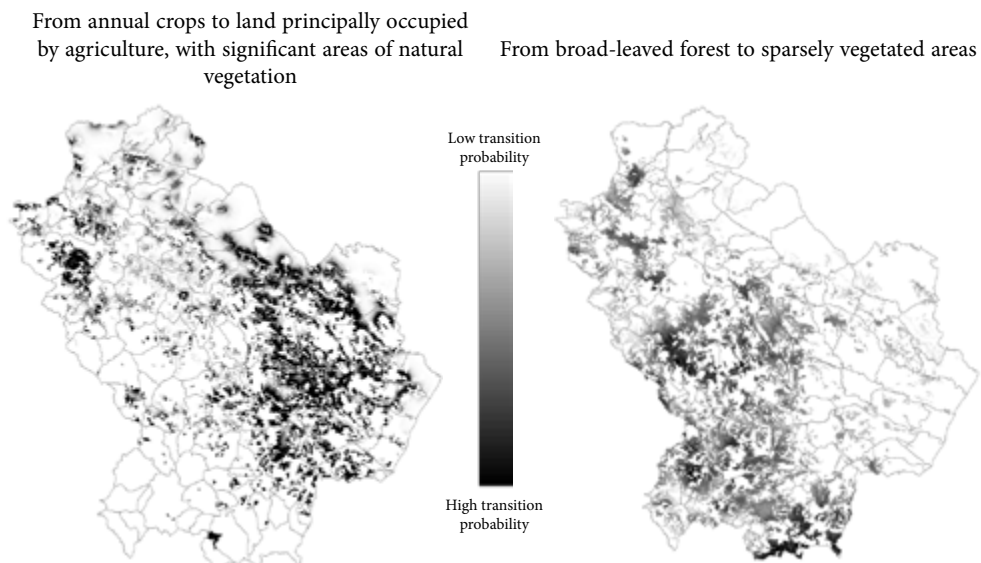 From annual crops to land principally occupied
by agriculture, with significant areas of natural
vegetation
From broad-leaved forest to sparsely vegetated areas
Low transition
probability
High transition
probability